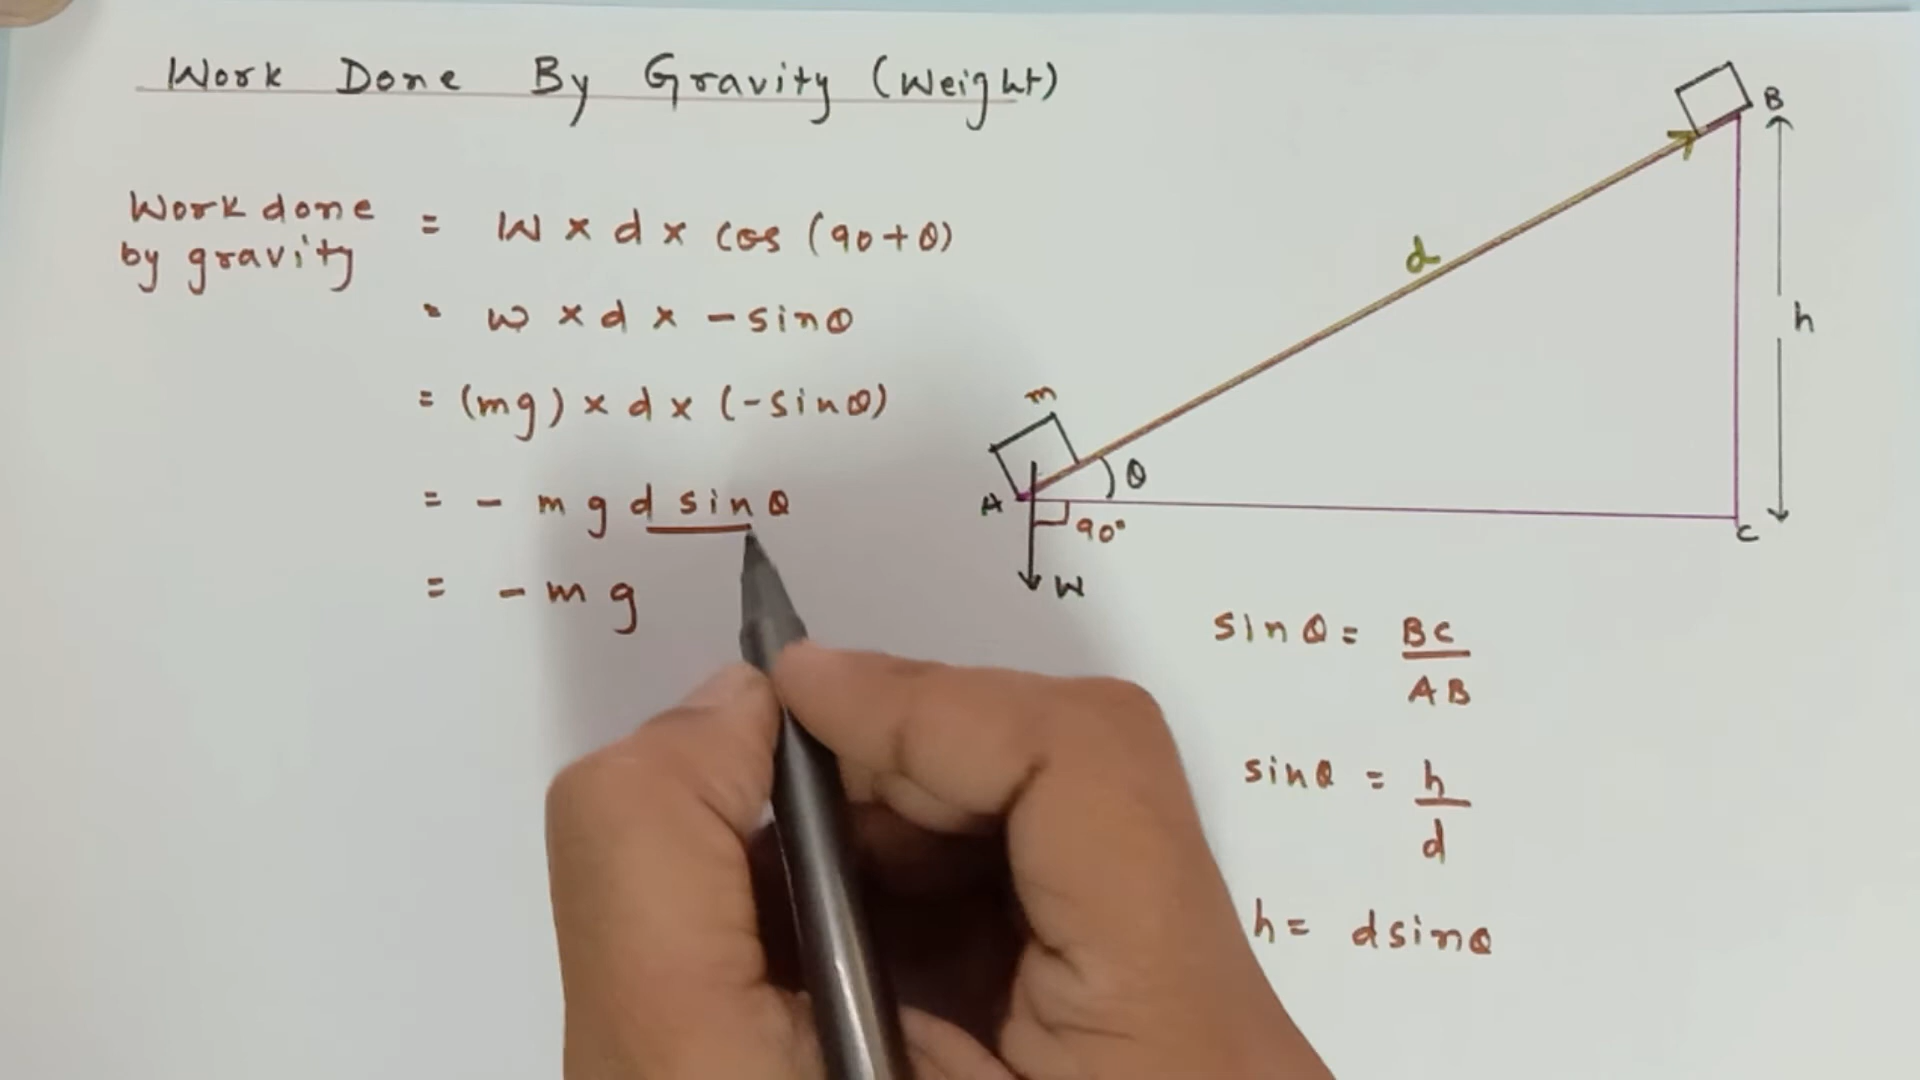 Work Done By Gravity (Weight)
Work done
by gravity
= W × d × cos (90+θ)
= w × d × - sinθ
= (mg) × d × (-sinθ)
= - m g d sinθ
= - m g
B
d
h
m
θ
A
90°
C
W
sinθ = BC
AB
sinθ = h
d
h = dsinθ